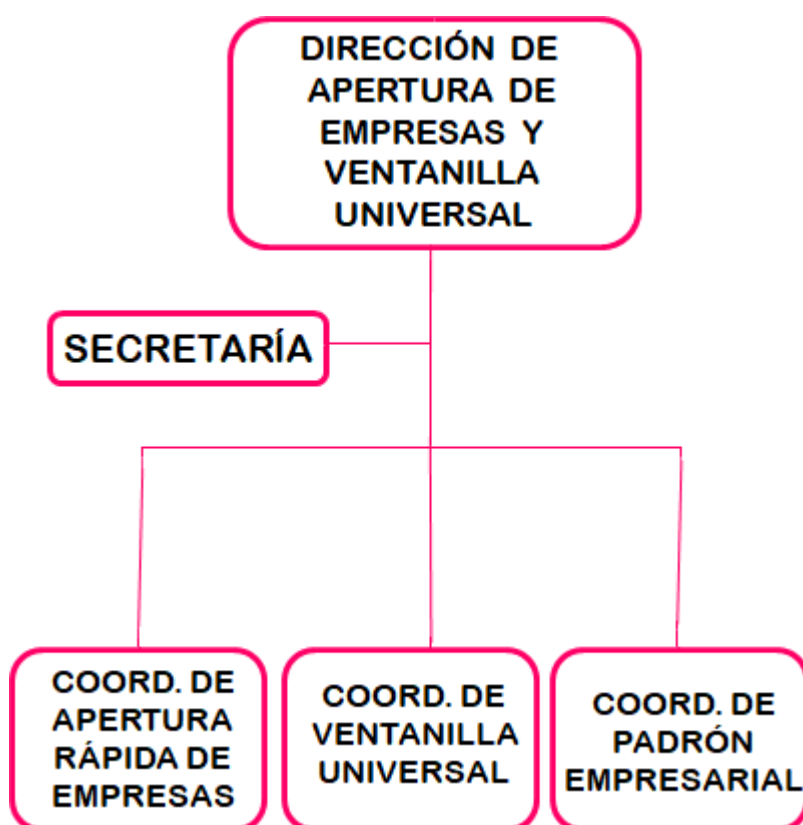 DIRECCIÓN DE
APERTURA DE
EMPRESAS Y
VENTANILLA
UNIVERSAL
SECRETARÍA
COORD. DE
APERTURA
RÁPIDA DE
EMPRESAS
COORD. DE
VENTANILLA
UNIVERSAL
COORD. DE
PADRÓN
EMPRESARIAL